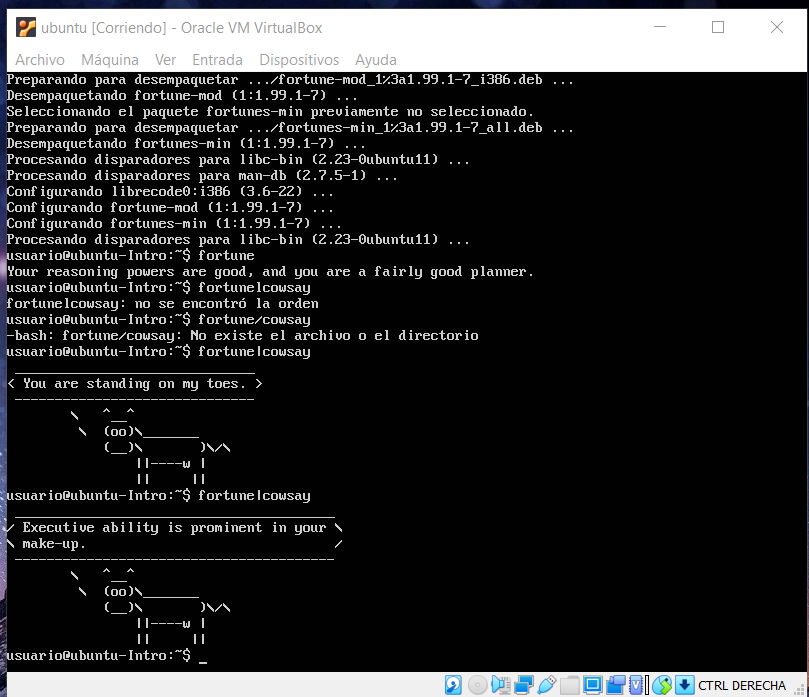 ubuntu [Corriendo] - Oracle VM VirtualBox
Archivo Máquina Ver Entrada Dispositivos Ayuda
Preparando para desempaquetar .../fortune-mod_1%3a1.99.1-7_i386.deb ...
Desempaquetando fortune-mod (1:1.99.1-7) ...
Seleccionando el paquete fortunes-min previamente no seleccionado.
Preparando para desempaquetar .../fortunes-min_1%3a1.99.1-7_all.deb ...
Desempaquetando fortunes-min (1:1.99.1-7) ...
Procesando disparadores para libc-bin (2.23-0ubuntu11) ...
Procesando disparadores para man-db (2.7.5-1) ...
Configurando librecode0:i386 (3.6-22) ...
Configurando fortune-mod (1:1.99.1-7) ...
Configurando fortunes-min (1:1.99.1-7) ...
Procesando disparadores para libc-bin (2.23-0ubuntu11) ...
usuario@ubuntu-Intro:~$ fortune
Your reasoning powers are good, and you are a fairly good planner.
usuario@ubuntu-Intro:~$ fortune|cowsay
fortune|cowsay: no se encontró la orden
usuario@ubuntu-Intro:~$ fortune/cowsay
-bash: fortune/cowsay: No existe el archivo o el directorio
usuario@ubuntu-Intro:~$ fortune|cowsay
 ______________________________
< You are standing on my toes. >
 ------------------------------
        \   ^__^
         \  (oo)\_______
            (__)\       )\/\
                ||----w |
                ||     ||
usuario@ubuntu-Intro:~$ fortune|cowsay
 ________________________________________
/ Executive ability is prominent in your \
\ make-up.                               /
 ----------------------------------------
        \   ^__^
         \  (oo)\_______
            (__)\       )\/\
                ||----w |
                ||     ||
usuario@ubuntu-Intro:~$ _
CTRL DERECHA